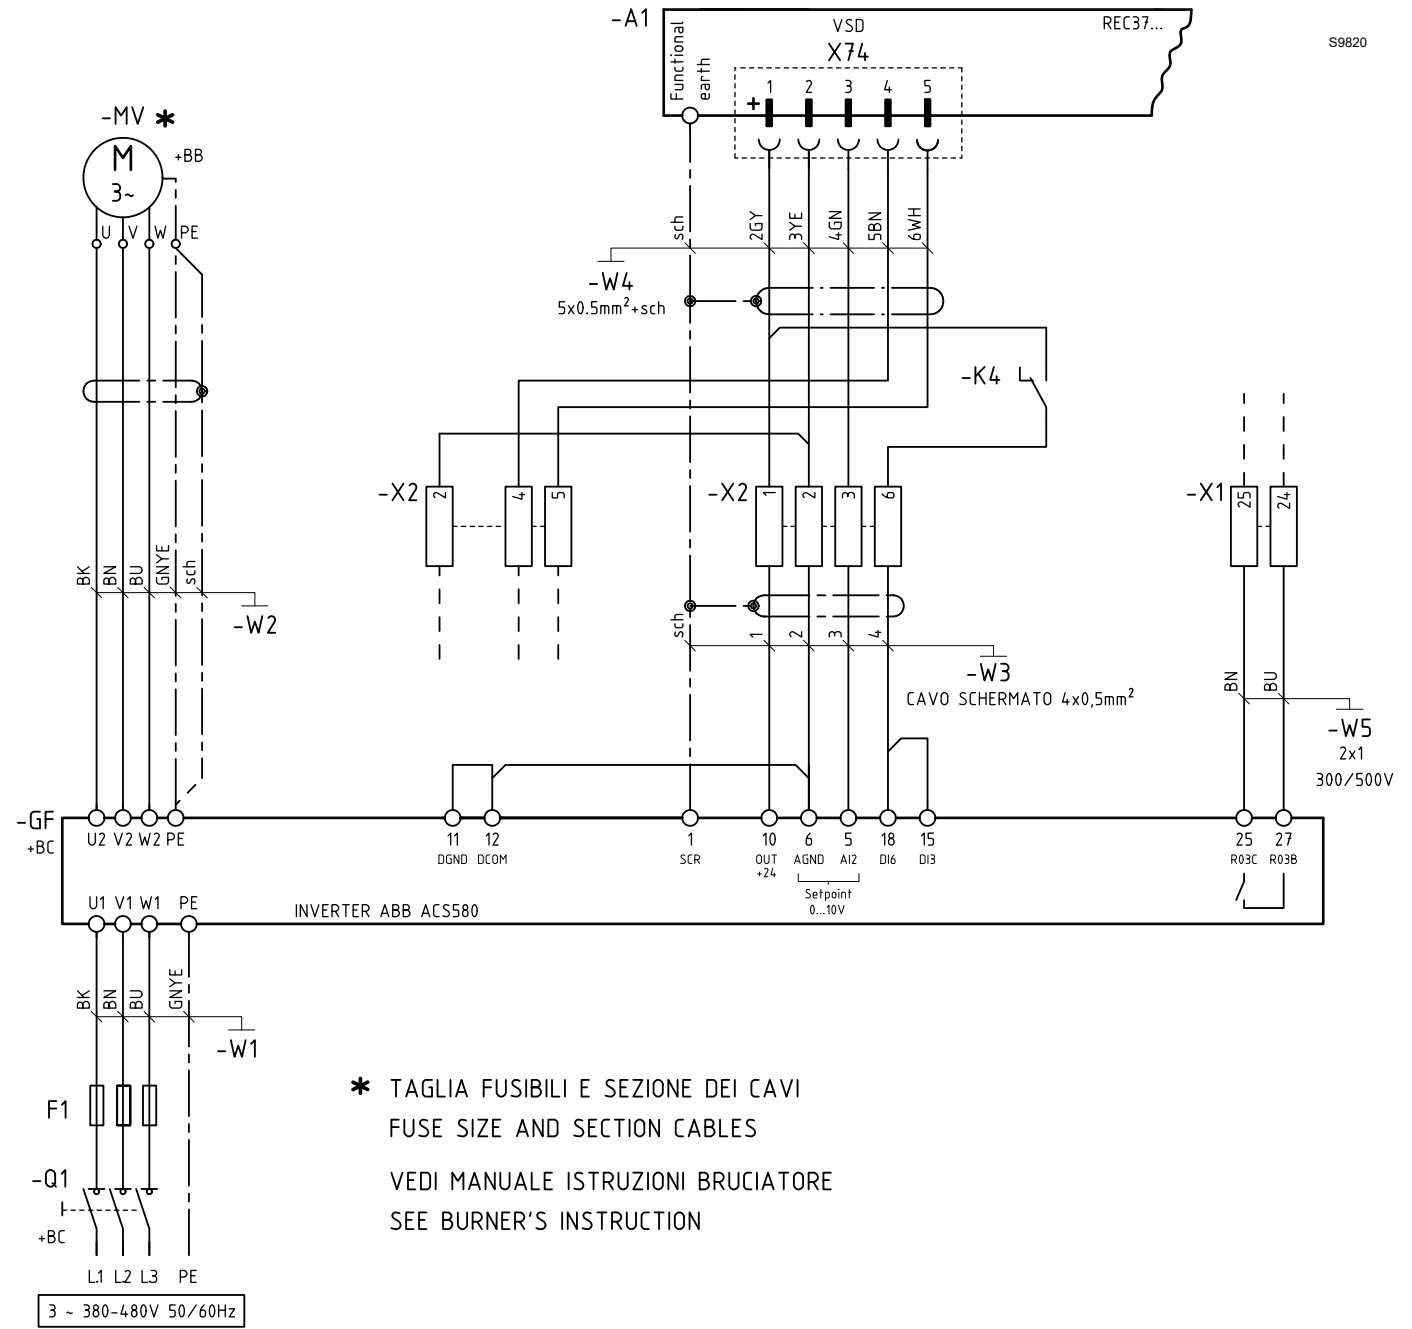 -A1
Functional
earth
VSD
X74
REC37...
S9820
+ 1 2 3 4 5
-MV *
M
3~
+BB
U V W PE
sch 2GY 3YE 4GN 5BN 6WH
-W4
5x0.5mm²+sch
-K4
-X2 2 4 5
-X2 1 2 3 6
-X1 25 24
BK BN BU GNYE sch
-W2
sch 1 2 3 4
-W3
CAVO SCHERMATO 4x0,5mm²
BN BU
-W5
2x1
300/500V
-GF
+BC
U2 V2 W2 PE
11 12 1 10 6 5 18 15 25 27
DGND DCOM SCR OUT AGND AI2 DI6 DI3 R03C R03B
+24
Setpoint
0...10V
U1 V1 W1 PE
INVERTER ABB ACS580
BK BN BU GNYE
-W1
F1
-Q1
+BC
L1 L2 L3 PE
3 ~ 380-480V 50/60Hz
* TAGLIA FUSIBILI E SEZIONE DEI CAVI
FUSE SIZE AND SECTION CABLES
VEDI MANUALE ISTRUZIONI BRUCIATORE
SEE BURNER'S INSTRUCTION